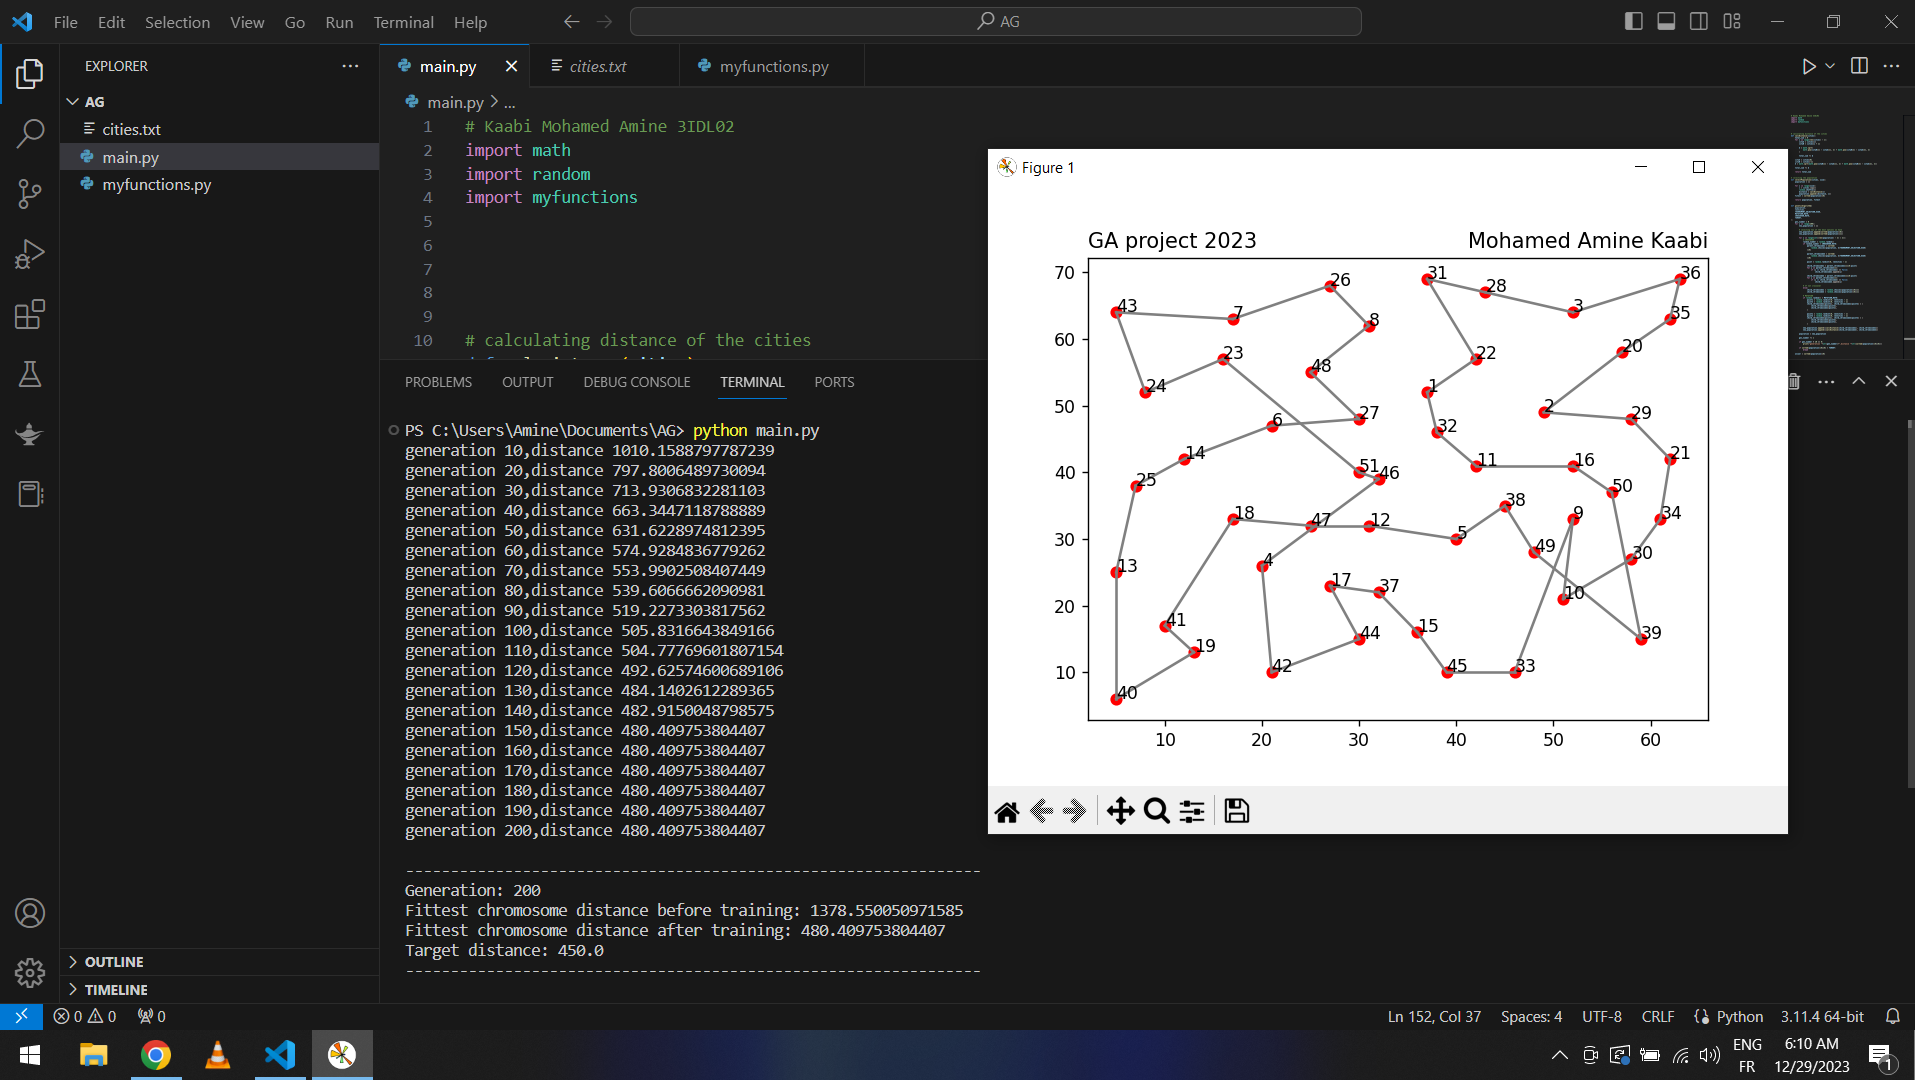 File Edit Selection View Go Run Terminal Help
AG
EXPLORER
AG
cities.txt
main.py
myfunctions.py
OUTLINE
TIMELINE
main.py
cities.txt
myfunctions.py
main.py > ...
1 # Kaabi Mohamed Amine 3IDL02
2 import math
3 import random
4 import myfunctions
5
6
7
8
9
10 # calculating distance of the cities
PROBLEMS OUTPUT DEBUG CONSOLE TERMINAL PORTS
PS C:\Users\Amine\Documents\AG> python main.py
generation 10,distance 1010.1588797787239
generation 20,distance 797.8006489730094
generation 30,distance 713.9306832281103
generation 40,distance 663.3447118788889
generation 50,distance 631.6228974812395
generation 60,distance 574.9284836779262
generation 70,distance 553.9902508407449
generation 80,distance 539.6066662090981
generation 90,distance 519.2273303817562
generation 100,distance 505.8316643849166
generation 110,distance 504.77769601807154
generation 120,distance 492.62574600689106
generation 130,distance 484.1402612289365
generation 140,distance 482.9150048798575
generation 150,distance 480.409753804407
generation 160,distance 480.409753804407
generation 170,distance 480.409753804407
generation 180,distance 480.409753804407
generation 190,distance 480.409753804407
generation 200,distance 480.409753804407
----------------------------------------------------------------
Generation: 200
Fittest chromosome distance before training: 1378.550050971585
Fittest chromosome distance after training: 480.409753804407
Target distance: 450.0
----------------------------------------------------------------
Figure 1
GA project 2023
Mohamed Amine Kaabi
70
60
50
40
30
20
10
10 20 30 40 50 60
31 36
26 28
43 7 3 35
8
23 22 20
48
24 1
2 29
6 27
32
14 11 16 21
51 46
25 50
38
18 47 12 9 34
5
49 30
4
13
17 37
10
41 15
44 39
19
42 45 33
40
0 0 0
Ln 152, Col 37 Spaces: 4 UTF-8 CRLF Python 3.11.4 64-bit
ENG
FR
6:10 AM
12/29/2023
1